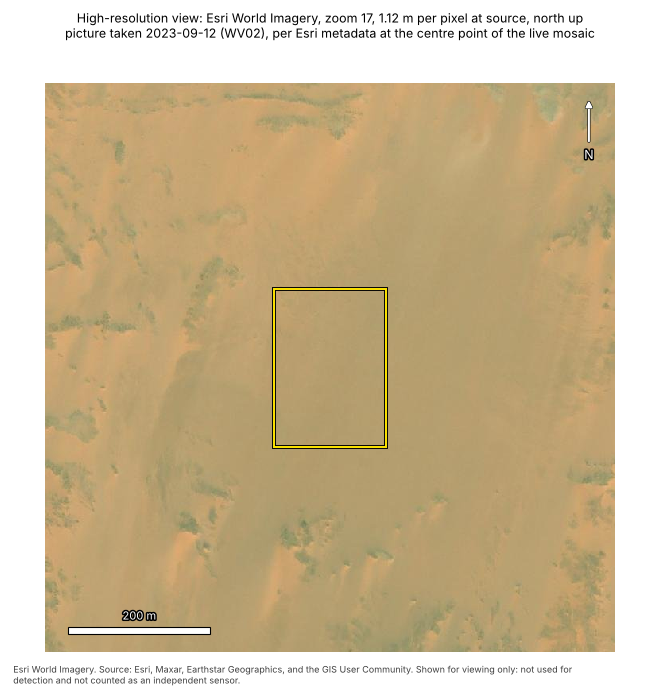 High-resolution view: Esri World Imagery, zoom 17, 1.12 m per pixel at source, north up
picture taken 2023-09-12 (WV02), per Esri metadata at the centre point of the live mosaic
N
200 m
Esri World Imagery. Source: Esri, Maxar, Earthstar Geographics, and the GIS User Community. Shown for viewing only: not used for
detection and not counted as an independent sensor.